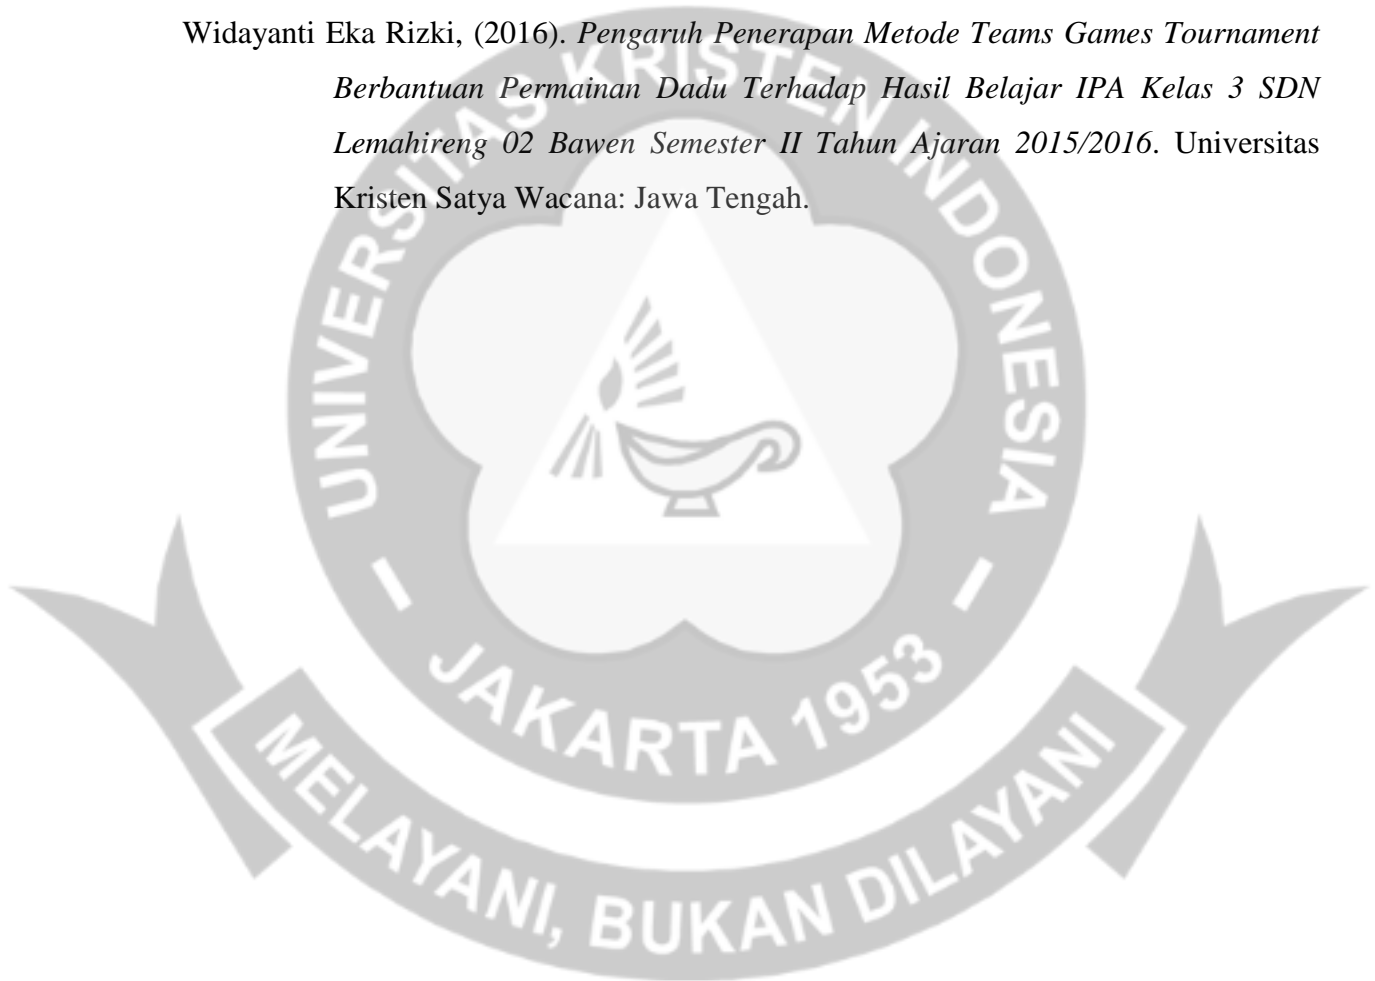 Widayanti Eka Rizki, (2016). Pengaruh Penerapan Metode Teams Games Tournament
Berbantuan Permainan Dadu Terhadap Hasil Belajar IPA Kelas 3 SDN
Lemahireng 02 Bawen Semester II Tahun Ajaran 2015/2016. Universitas
Kristen Satya Wacana: Jawa Tengah.
UNIVERSITAS KRISTEN INDONESIA
JAKARTA 1953
MELAYANI, BUKAN DILAYANI